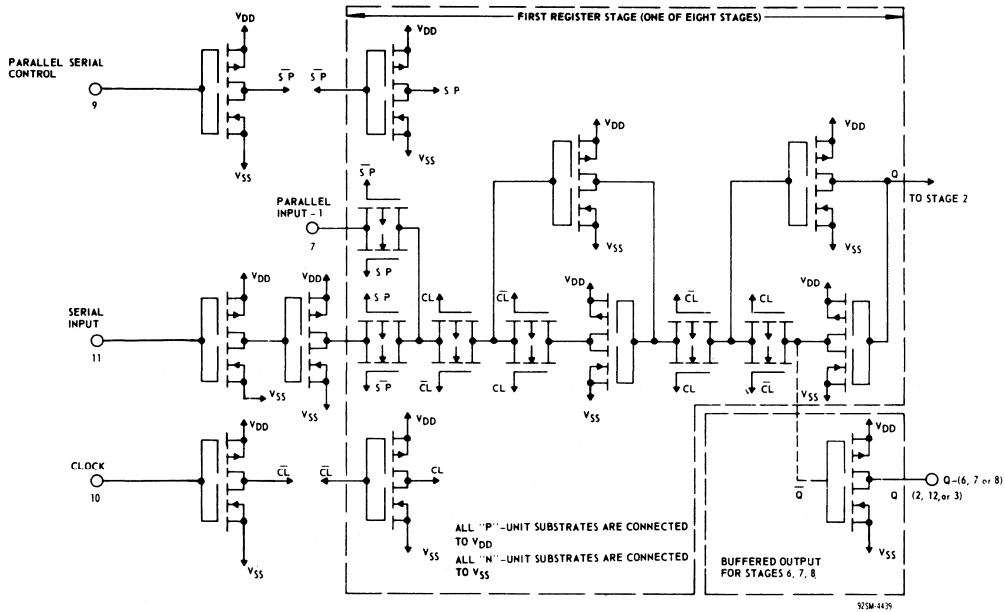 FIRST REGISTER STAGE (ONE OF EIGHT STAGES)
VDD
VDD
PARALLEL SERIAL
CONTROL
9
S̅P̅
S̅P̅
S P
VSS
VSS
VDD
VDD
S̅P̅
PARALLEL
INPUT - 1
7
S P
Q
TO STAGE 2
VSS
VSS
VDD
VDD
SERIAL
INPUT
11
S P
CL
C̅L̅
VDD
C̅L̅
CL
VDD
S̅P̅
C̅L̅
CL
VSS
CL
C̅L̅
VSS
VSS
VSS
CLOCK
10
VDD
VDD
C̅L̅
C̅L̅
CL
VSS
VSS
ALL "P"-UNIT SUBSTRATES ARE CONNECTED
TO VDD
ALL "N"-UNIT SUBSTRATES ARE CONNECTED
TO VSS
VDD
Q̅
Q
Q-(6, 7 or 8)
(2, 12, or 3)
VSS
BUFFERED OUTPUT
FOR STAGES 6, 7, 8
92SM-4439